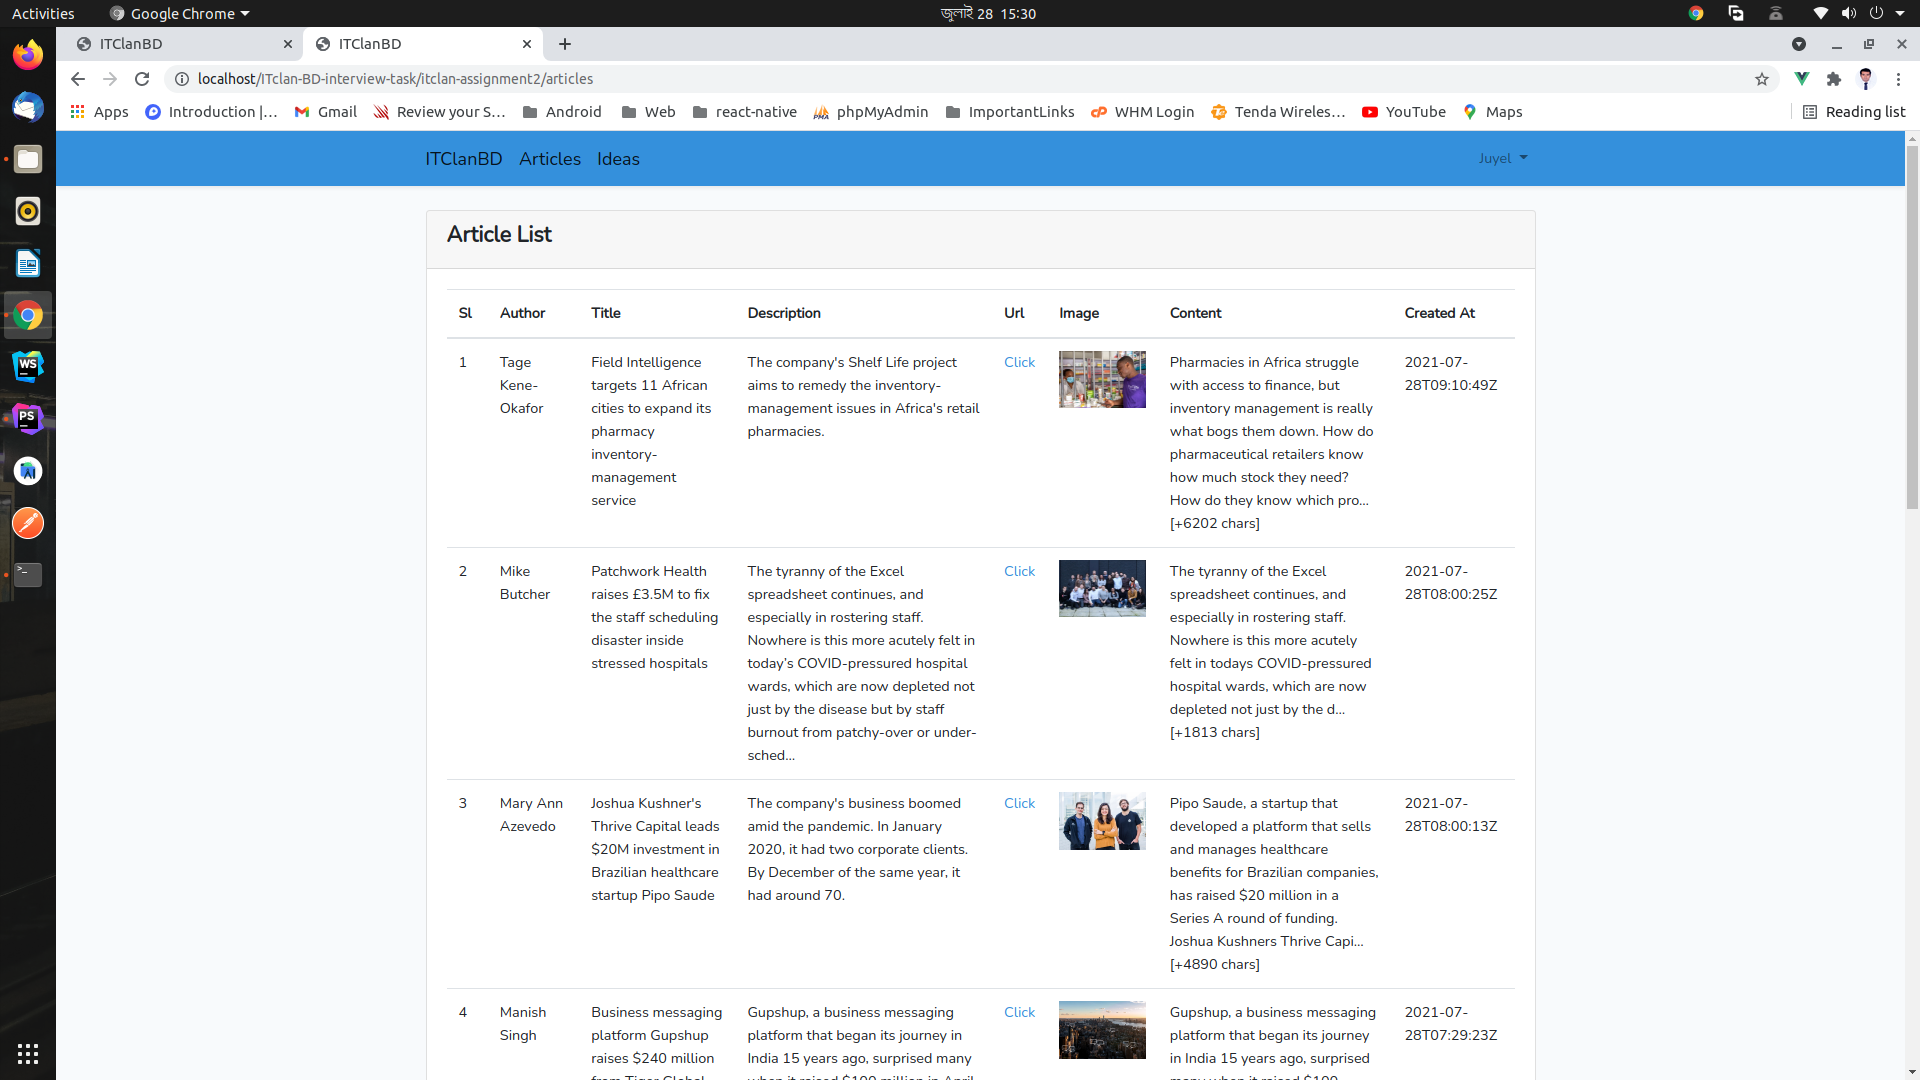 Activities
Google Chrome
জুলাই 28 15:30
ITClanBD
ITClanBD
localhost/ITclan-BD-interview-task/itclan-assignment2/articles
Apps
Introduction |...
Gmail
Review your S...
Android
Web
react-native
phpMyAdmin
ImportantLinks
WHM Login
Tenda Wireles...
YouTube
Maps
Reading list
ITClanBD Articles Ideas
Juyel
Article List
Sl Author Title Description Url Image Content Created At
1
Tage
Kene-
Okafor
Field Intelligence
targets 11 African
cities to expand its
pharmacy
inventory-
management
service
The company's Shelf Life project
aims to remedy the inventory-
management issues in Africa's retail
pharmacies.
Click
Pharmacies in Africa struggle
with access to finance, but
inventory management is really
what bogs them down. How do
pharmaceutical retailers know
how much stock they need?
How do they know which pro...
[+6202 chars]
2021-07-
28T09:10:49Z
2
Mike
Butcher
Patchwork Health
raises £3.5M to fix
the staff scheduling
disaster inside
stressed hospitals
The tyranny of the Excel
spreadsheet continues, and
especially in rostering staff.
Nowhere is this more acutely felt in
today’s COVID-pressured hospital
wards, which are now depleted not
just by the disease but by staff
burnout from patchy-over or under-
sched...
Click
The tyranny of the Excel
spreadsheet continues, and
especially in rostering staff.
Nowhere is this more acutely
felt in todays COVID-pressured
hospital wards, which are now
depleted not just by the d...
[+1813 chars]
2021-07-
28T08:00:25Z
3
Mary Ann
Azevedo
Joshua Kushner's
Thrive Capital leads
$20M investment in
Brazilian healthcare
startup Pipo Saude
The company's business boomed
amid the pandemic. In January
2020, it had two corporate clients.
By December of the same year, it
had around 70.
Click
Pipo Saude, a startup that
developed a platform that sells
and manages healthcare
benefits for Brazilian companies,
has raised $20 million in a
Series A round of funding.
Joshua Kushners Thrive Capi...
[+4890 chars]
2021-07-
28T08:00:13Z
4
Manish
Singh
Business messaging
platform Gupshup
raises $240 million
from Tiger Global
Gupshup, a business messaging
platform that began its journey in
India 15 years ago, surprised many
when it raised $100 million in April
Click
Gupshup, a business messaging
platform that began its journey
in India 15 years ago, surprised
many when it raised $100
2021-07-
28T07:29:23Z